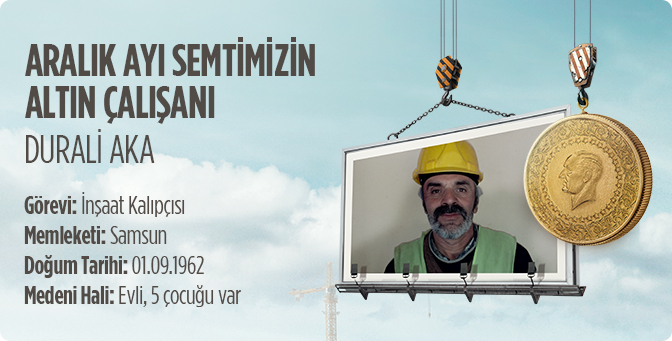 ARALIK AYI SEMTİMİZİN
ALTIN ÇALIŞANI
DURALİ AKA
Görevi: İnşaat Kalıpçısı
Memleketi: Samsun
Doğum Tarihi: 01.09.1962
Medeni Hali: Evli, 5 çocuğu var